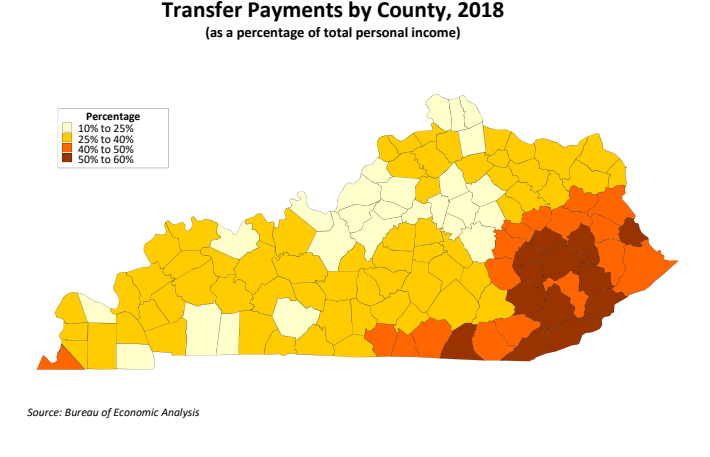 Transfer Payments by County, 2018
(as a percentage of total personal income)
Percentage
10% to 25%
25% to 40%
40% to 50%
50% to 60%
Source: Bureau of Economic Analysis